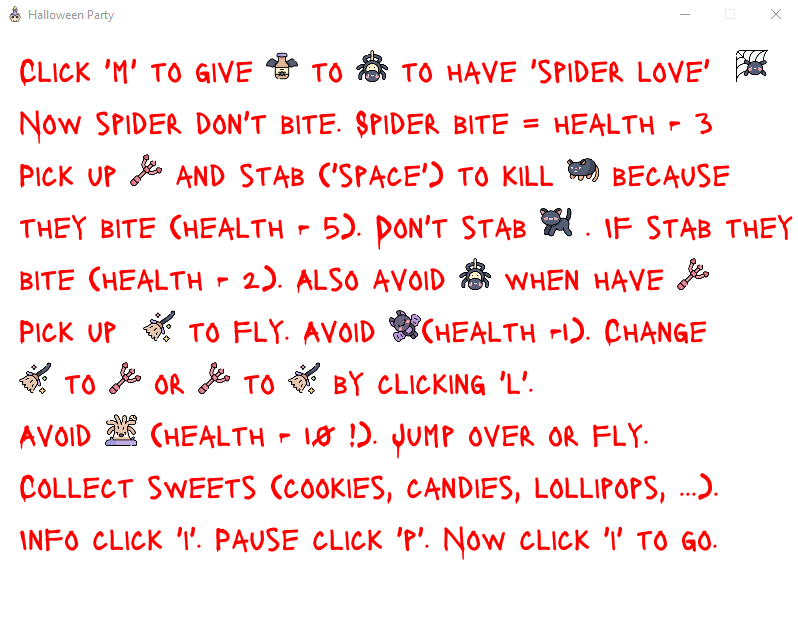 Halloween Party
Click 'M' to give to to have 'Spider love'
Now spider don't bite. Spider bite = health - 3
Pick up and stab ('space') to kill because
they bite (health - 5). Don't stab . If stab they
bite (health - 2). Also avoid when have
Pick up to fly. Avoid (health -1). Change
to or to by clicking 'L'.
Avoid (health - 10 !). Jump over or fly.
Collect sweets (cookies, candies, lollipops, ...).
Info click 'I'. Pause click 'P'. Now click 'I' to go.